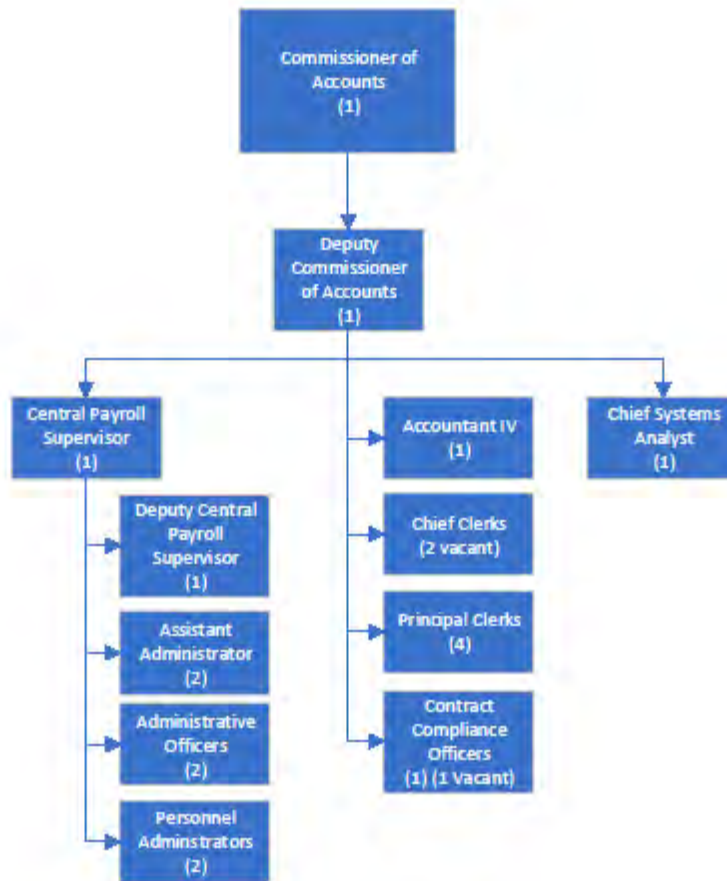 Commissioner of
Accounts
(1)
Deputy
Commissioner
of Accounts
(1)
Central Payroll
Supervisor
(1)
Deputy Central
Payroll
Supervisor
(1)
Assistant
Administrator
(2)
Administrative
Officers
(2)
Personnel
Adminstrators
(2)
Accountant IV
(1)
Chief Clerks
(2 vacant)
Principal Clerks
(4)
Contract
Compliance
Officers
(1) (1 Vacant)
Chief Systems
Analyst
(1)